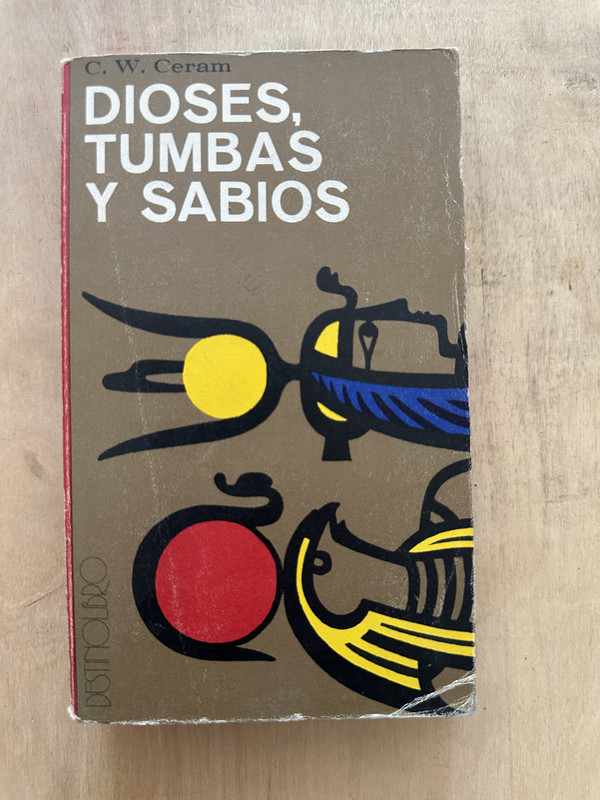 C. W. Ceram
DIOSES,
TUMBAS
Y SABIOS
DESTINOLIBRO